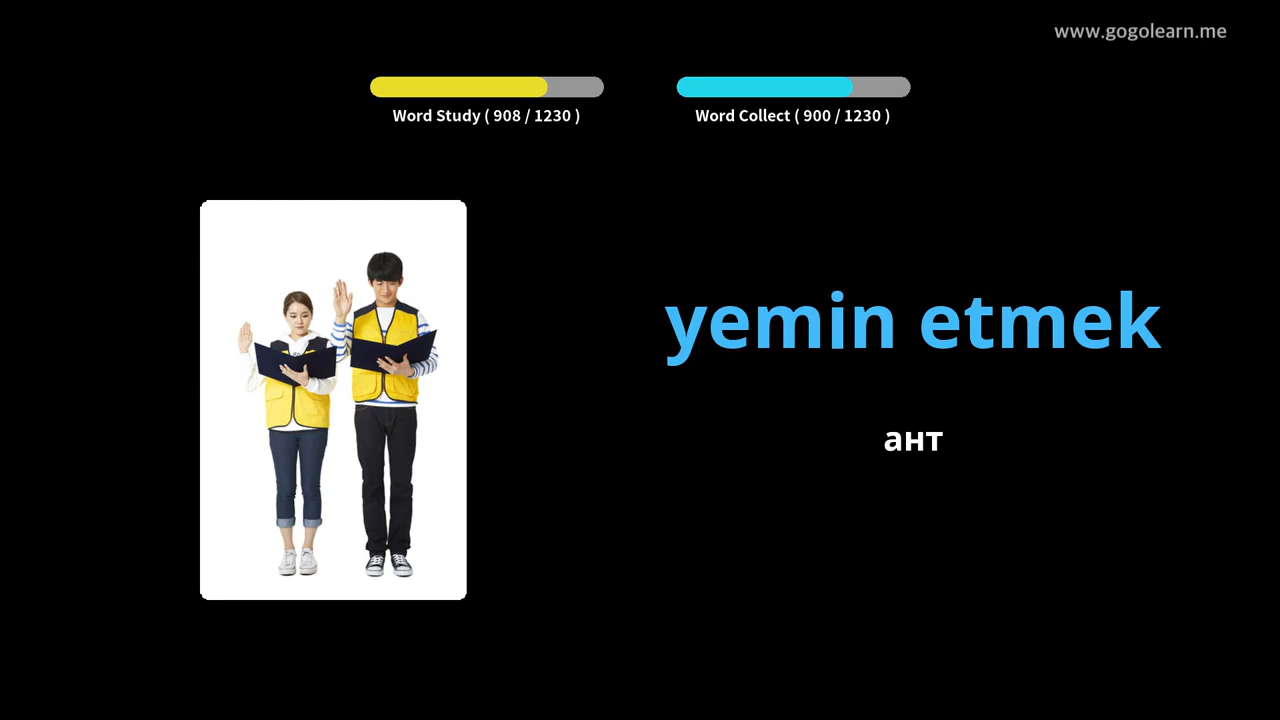 www.gogolearn.me
Word Study ( 908 / 1230 )
Word Collect ( 900 / 1230 )
yemin etmek
ант